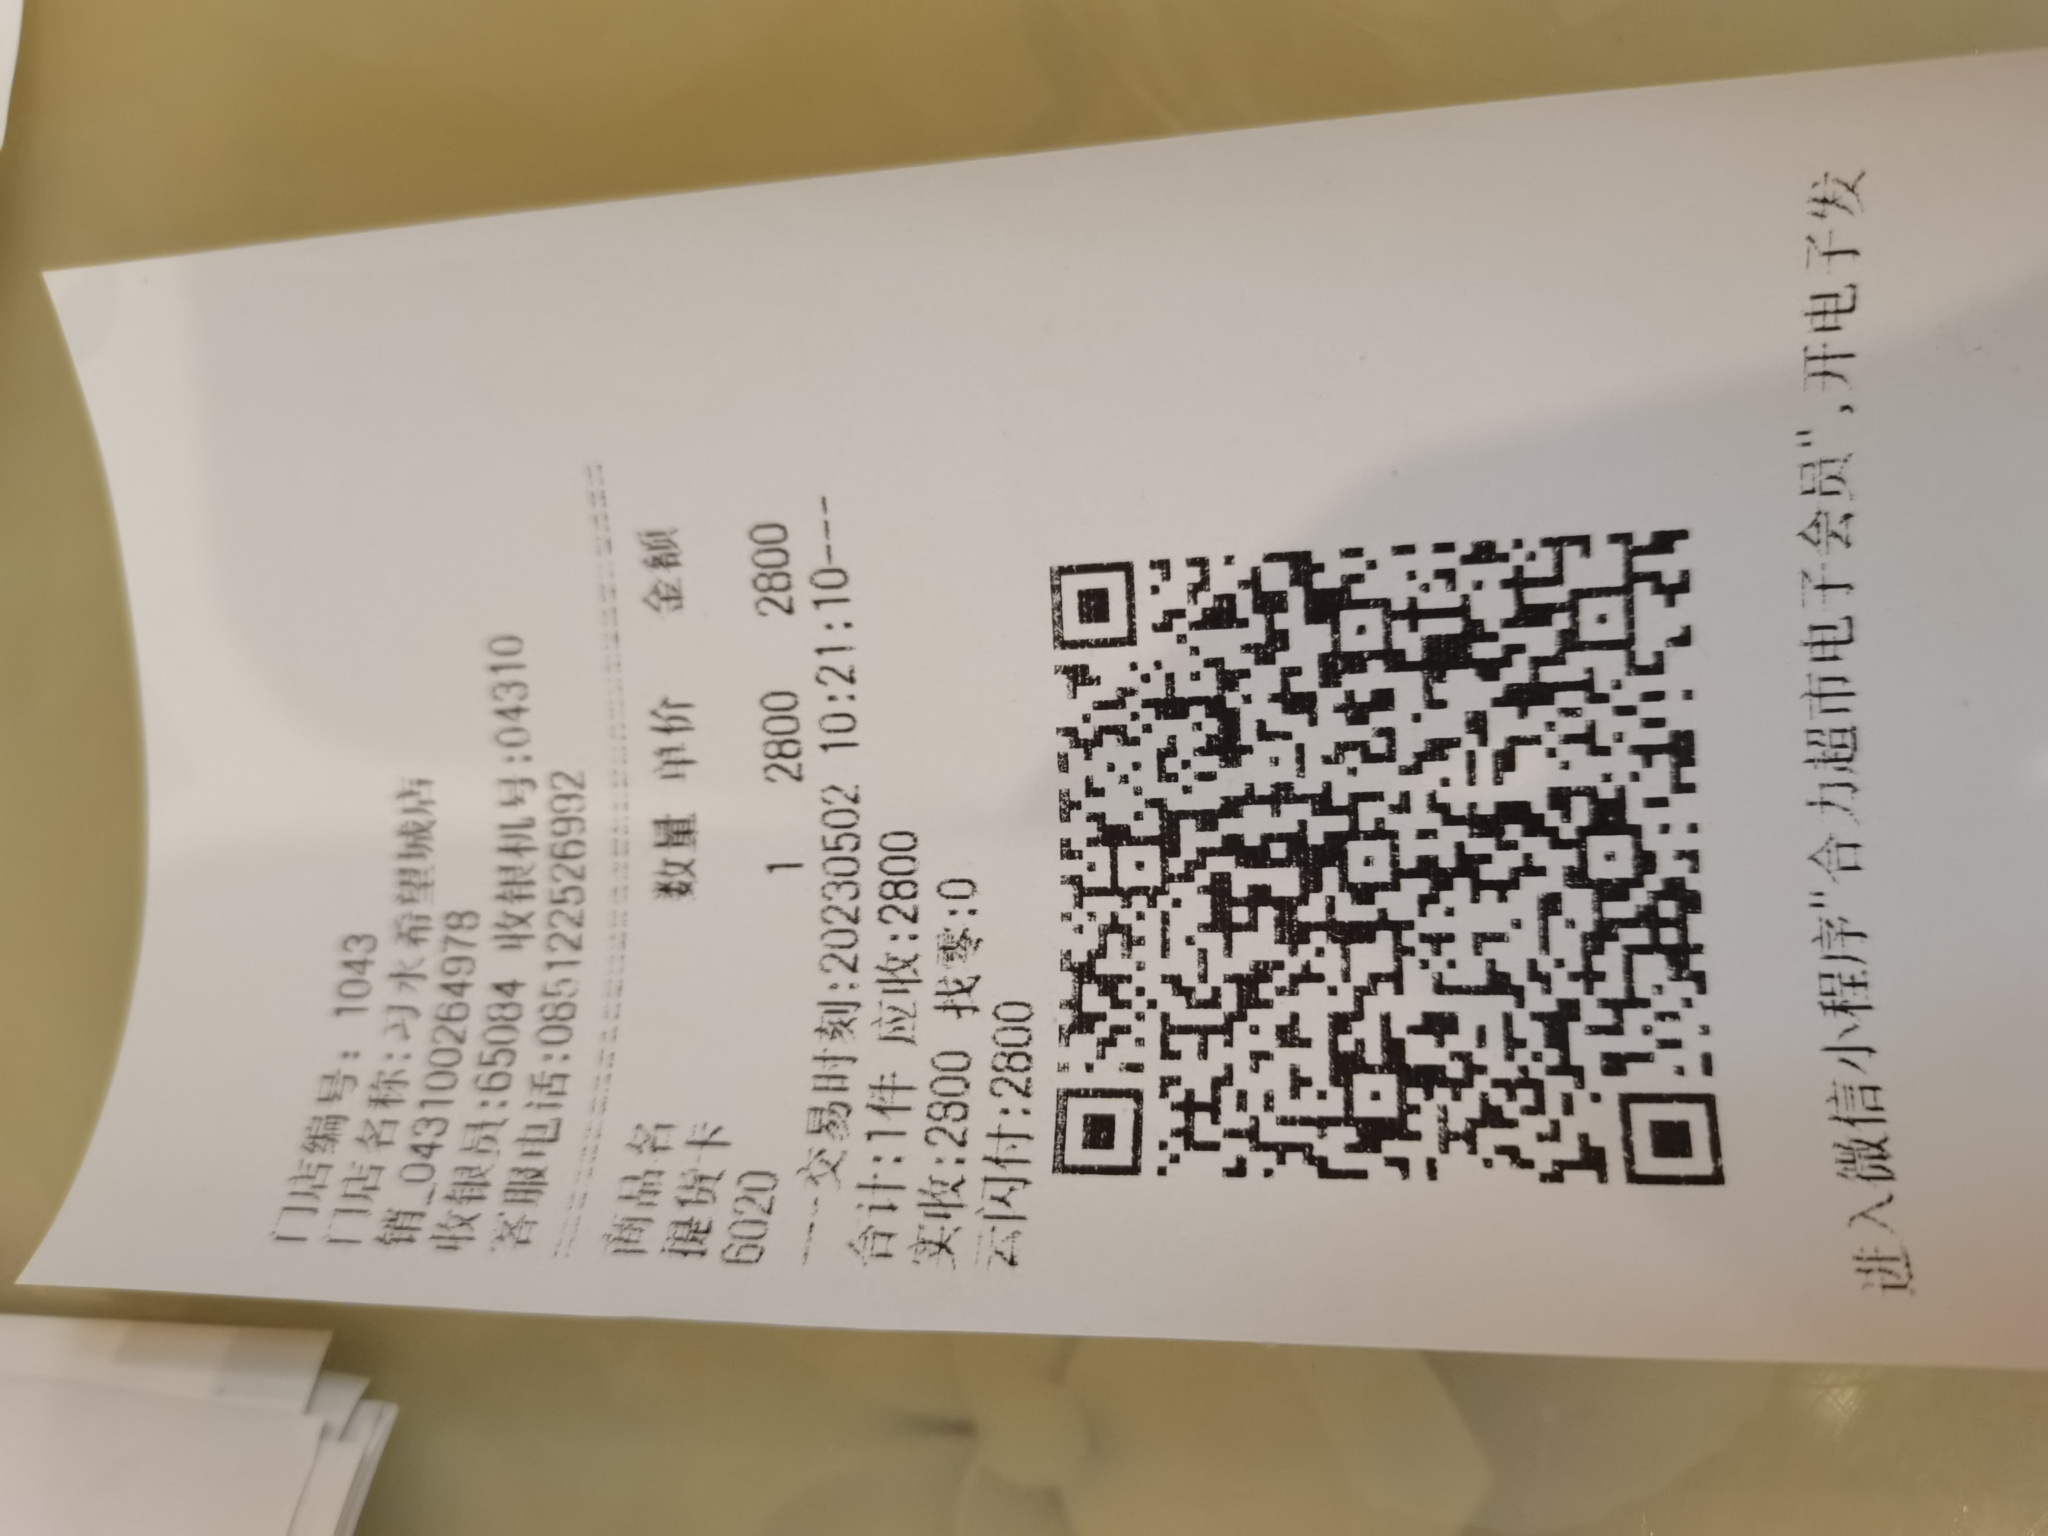 门店编号: 1043
门店名称:习水希望城店
销_043100264978
收银员:65084 收银机号:04310
客服电话:085122526992
商品名 数量 单价 金额
提货卡
6020 1 2800 2800
----交易时刻:20230502 10:21:10----
合计:1件 应收:2800
实收:2800 找零:0
云闪付:2800
进入微信小程序"合力超市电子会员",开电子发